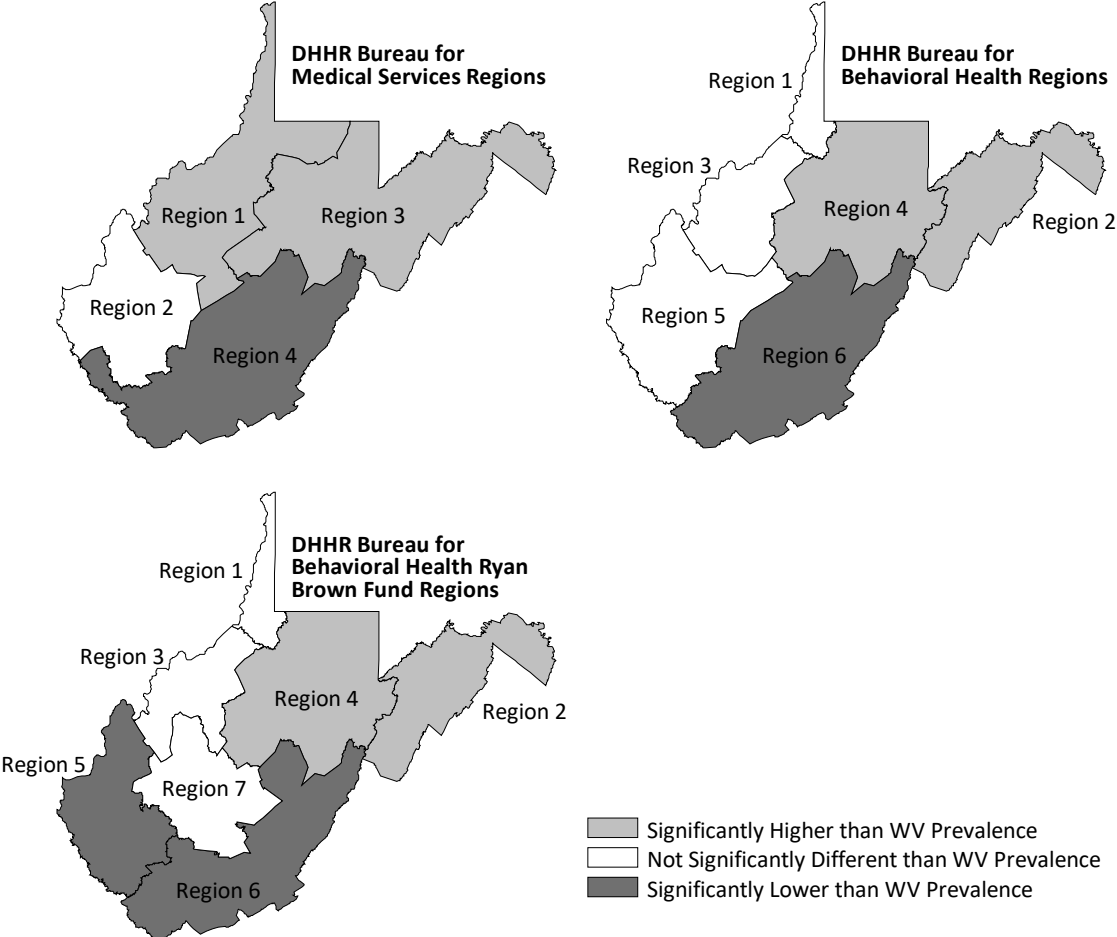 DHHR Bureau for
Medical Services Regions
Region 1
Region 3
Region 2
Region 4
DHHR Bureau for
Behavioral Health Regions
Region 1
Region 3
Region 4
Region 2
Region 5
Region 6
DHHR Bureau for
Behavioral Health Ryan
Brown Fund Regions
Region 1
Region 3
Region 4
Region 2
Region 5
Region 7
Region 6
Significantly Higher than WV Prevalence
Not Significantly Different than WV Prevalence
Significantly Lower than WV Prevalence